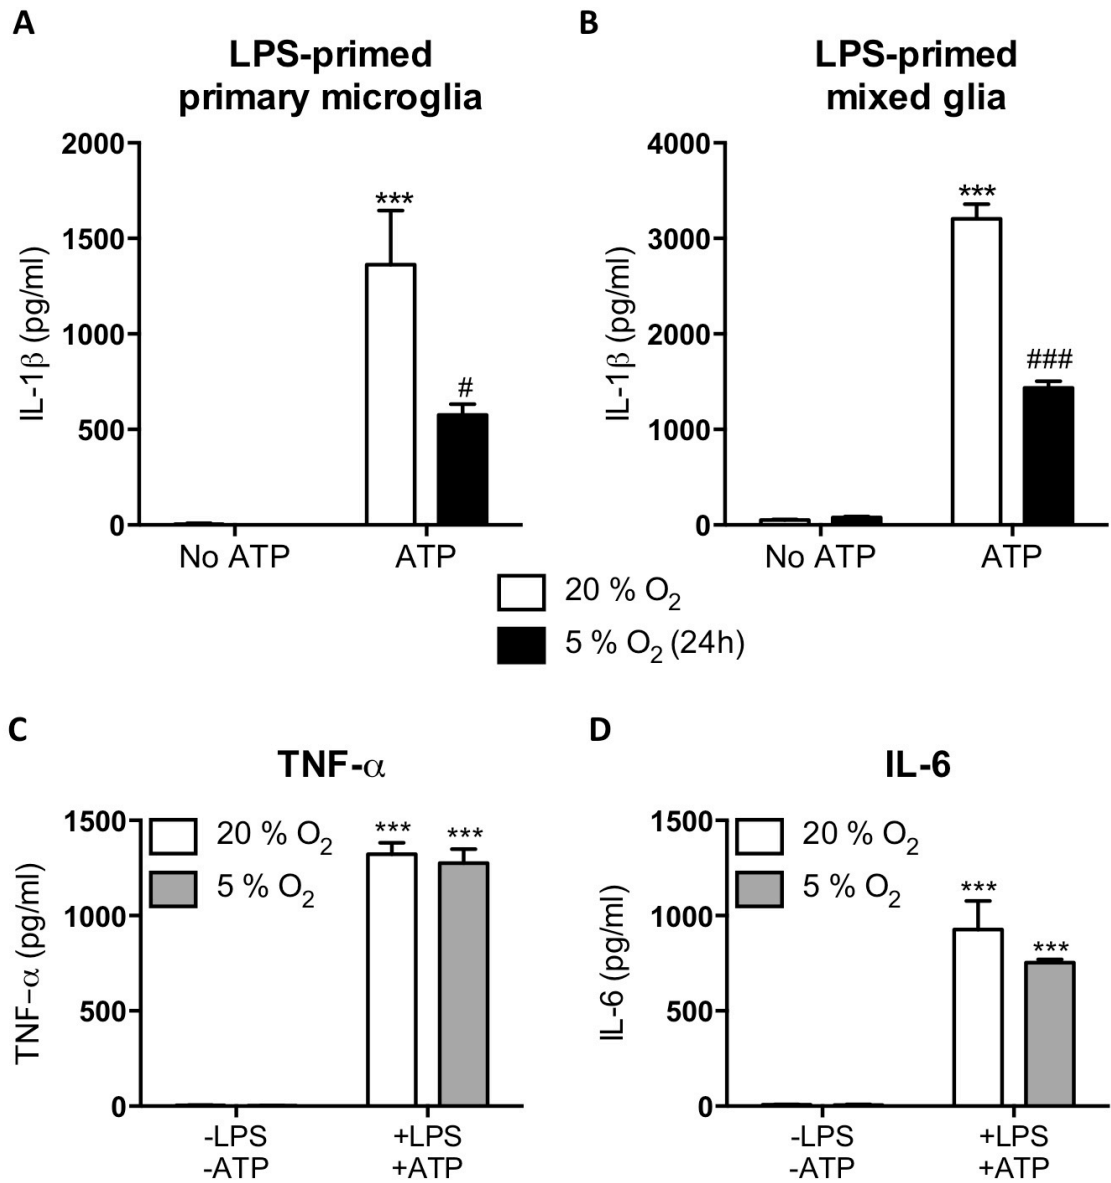 A
LPS-primed
primary microglia
2000
1500
1000
500
0
IL-1β (pg/ml)
***
#
No ATP
ATP
B
LPS-primed
mixed glia
4000
3000
2000
1000
0
IL-1β (pg/ml)
***
###
No ATP
ATP
20 % O₂
5 % O₂ (24h)
C
TNF-α
1500
1000
500
0
TNF−α (pg/ml)
20 % O₂
5 % O₂
***
***
-LPS
-ATP
+LPS
+ATP
D
IL-6
1500
1000
500
0
IL-6 (pg/ml)
20 % O₂
5 % O₂
***
***
-LPS
-ATP
+LPS
+ATP